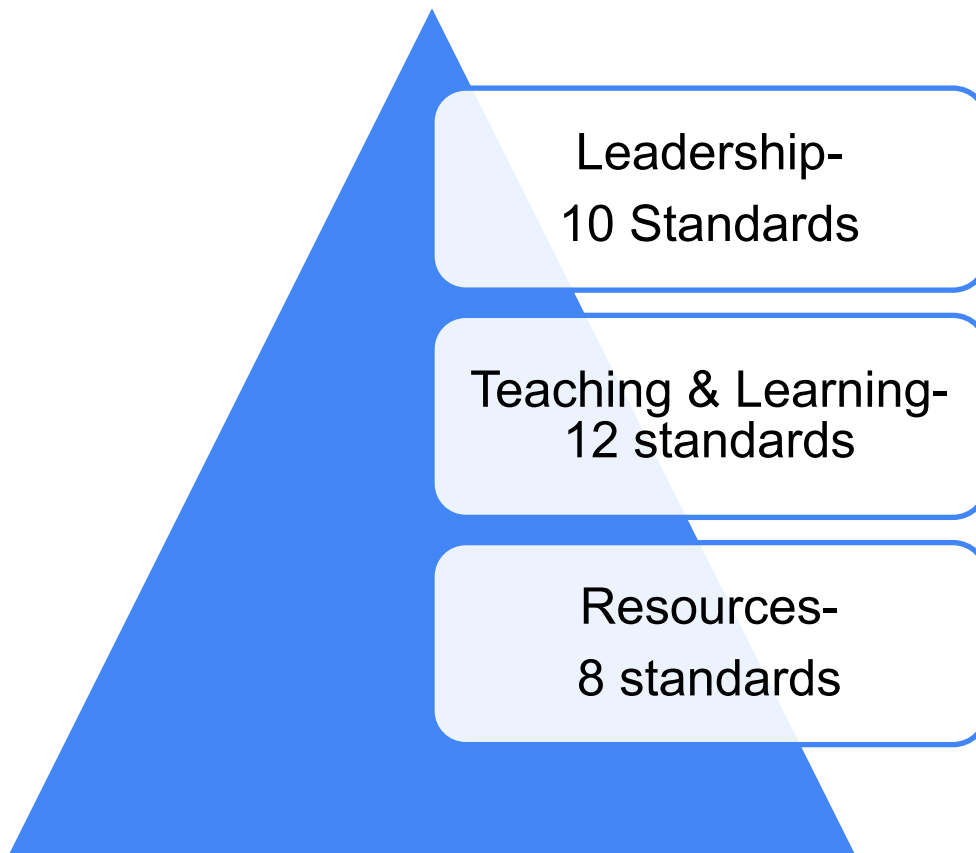 Leadership-
10 Standards
Teaching & Learning-
12 standards
Resources-
8 standards